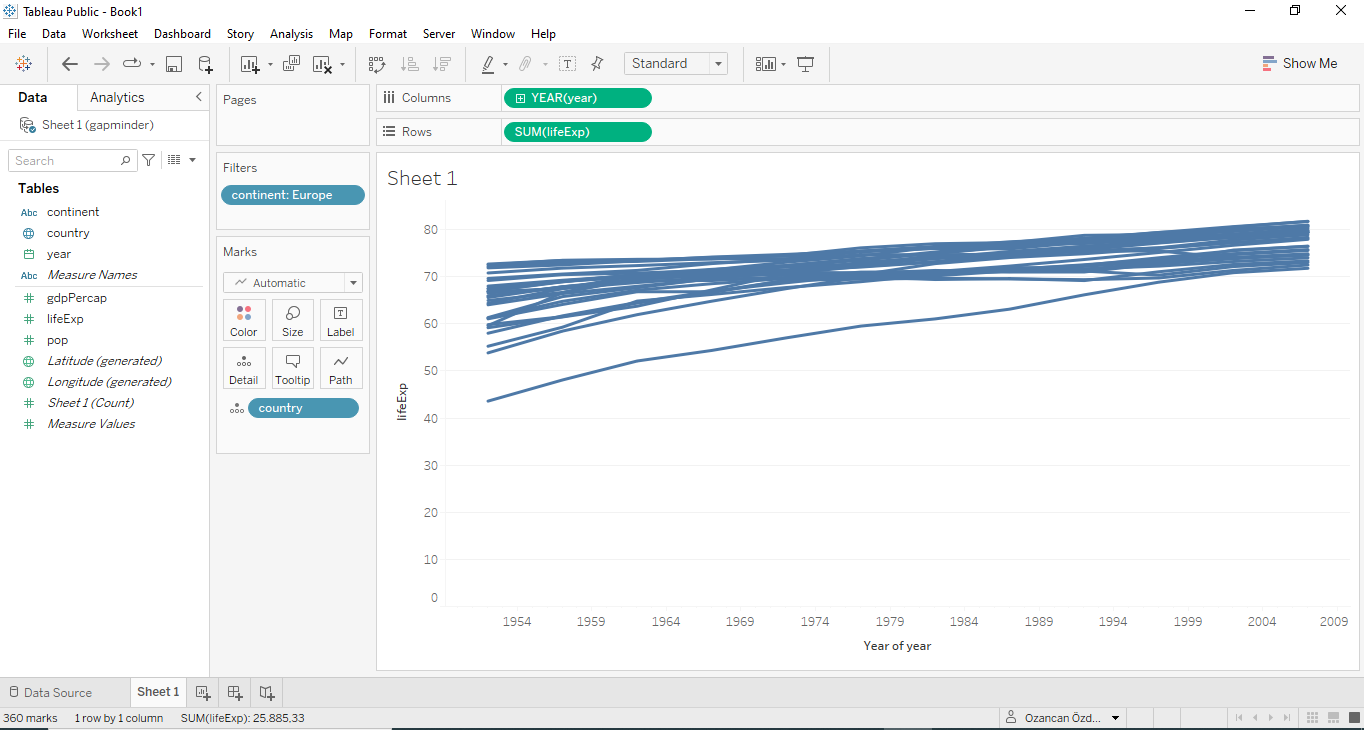 Tableau Public - Book1
File Data Worksheet Dashboard Story Analysis Map Format Server Window Help
Standard
Show Me
Data Analytics
Sheet 1 (gapminder)
Search
Tables
Abc continent
country
year
Abc Measure Names
gdpPercap
lifeExp
pop
Latitude (generated)
Longitude (generated)
Sheet 1 (Count)
Measure Values
Pages
Filters
continent: Europe
Marks
Automatic
Color Size Label
Detail Tooltip Path
country
Columns YEAR(year)
Rows SUM(lifeExp)
Sheet 1
80
70
60
50
40
30
20
10
0
lifeExp
1954 1959 1964 1969 1974 1979 1984 1989 1994 1999 2004 2009
Year of year
Data Source Sheet 1
360 marks 1 row by 1 column SUM(lifeExp): 25.885,33 Ozancan Özd...